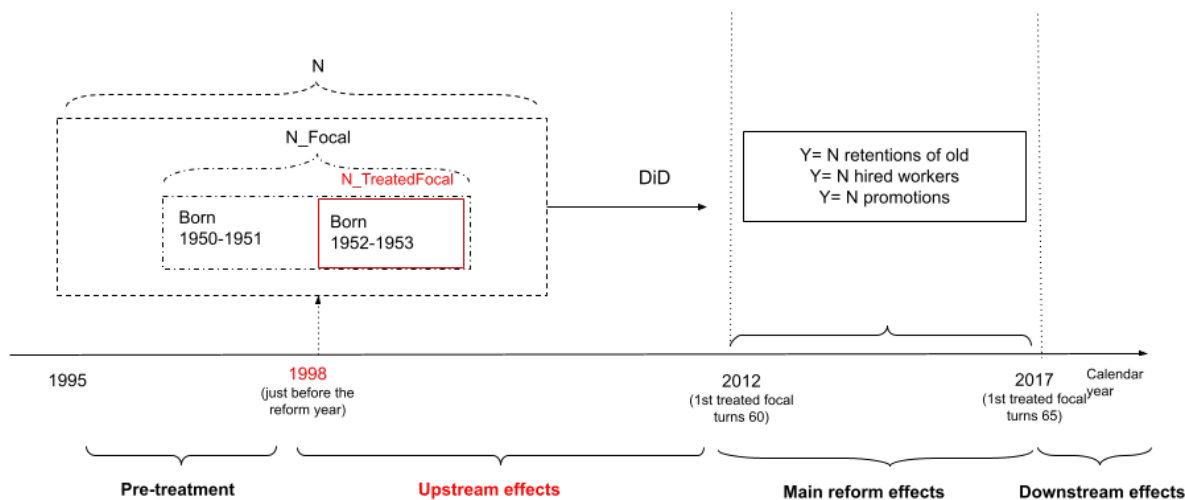 N
N_Focal
N_TreatedFocal
Born
1950-1951
Born
1952-1953
DiD
Y= N retentions of old
Y= N hired workers
Y= N promotions
1995
1998
(just before the
reform year)
2012
(1st treated focal
turns 60)
2017
(1st treated focal
turns 65)
Calendar
year
Pre-treatment
Upstream effects
Main reform effects
Downstream effects